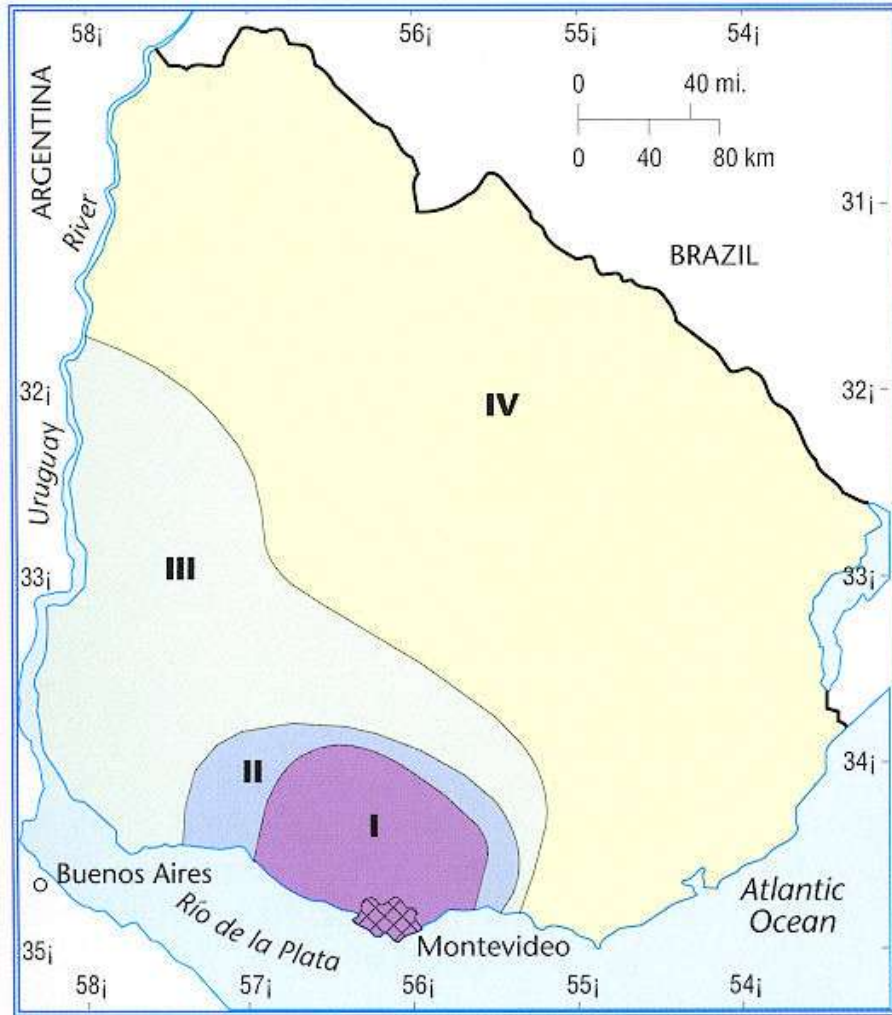 58¡
56¡
55¡
54¡
0
40 mi.
0
40
80 km
ARGENTINA
River
31¡
BRAZIL
32¡
32¡
IV
Uruguay
III
33¡
33¡
34¡
II
I
Buenos Aires
Río de la Plata
Montevideo
Atlantic
Ocean
35¡
58¡
57¡
56¡
55¡
54¡